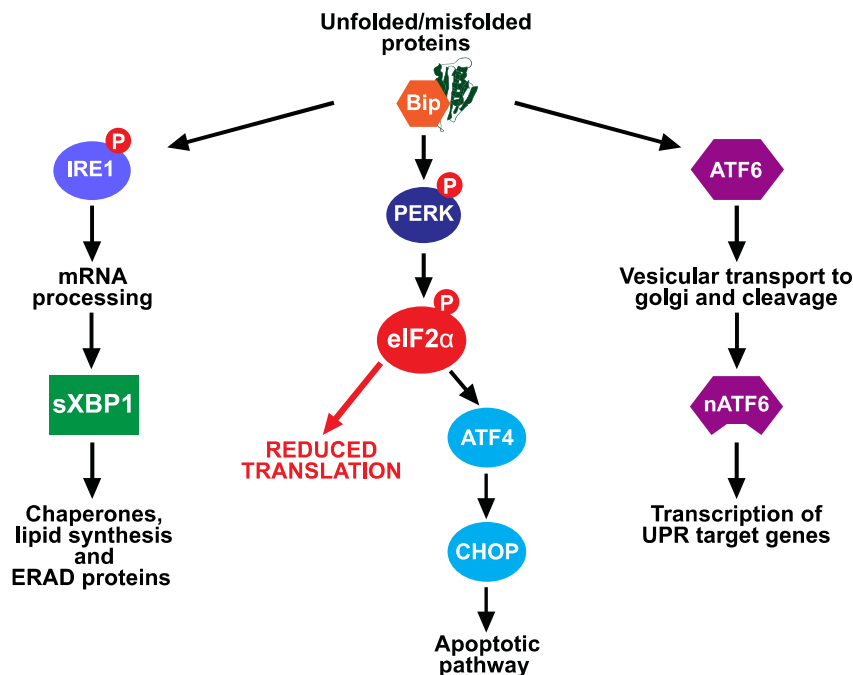 Unfolded/misfolded
proteins
Bip
P
IRE1
mRNA
processing
sXBP1
Chaperones,
lipid synthesis
and
ERAD proteins
P
PERK
P
eIF2α
REDUCED
TRANSLATION
ATF4
CHOP
Apoptotic
pathway
ATF6
Vesicular transport to
golgi and cleavage
nATF6
Transcription of
UPR target genes